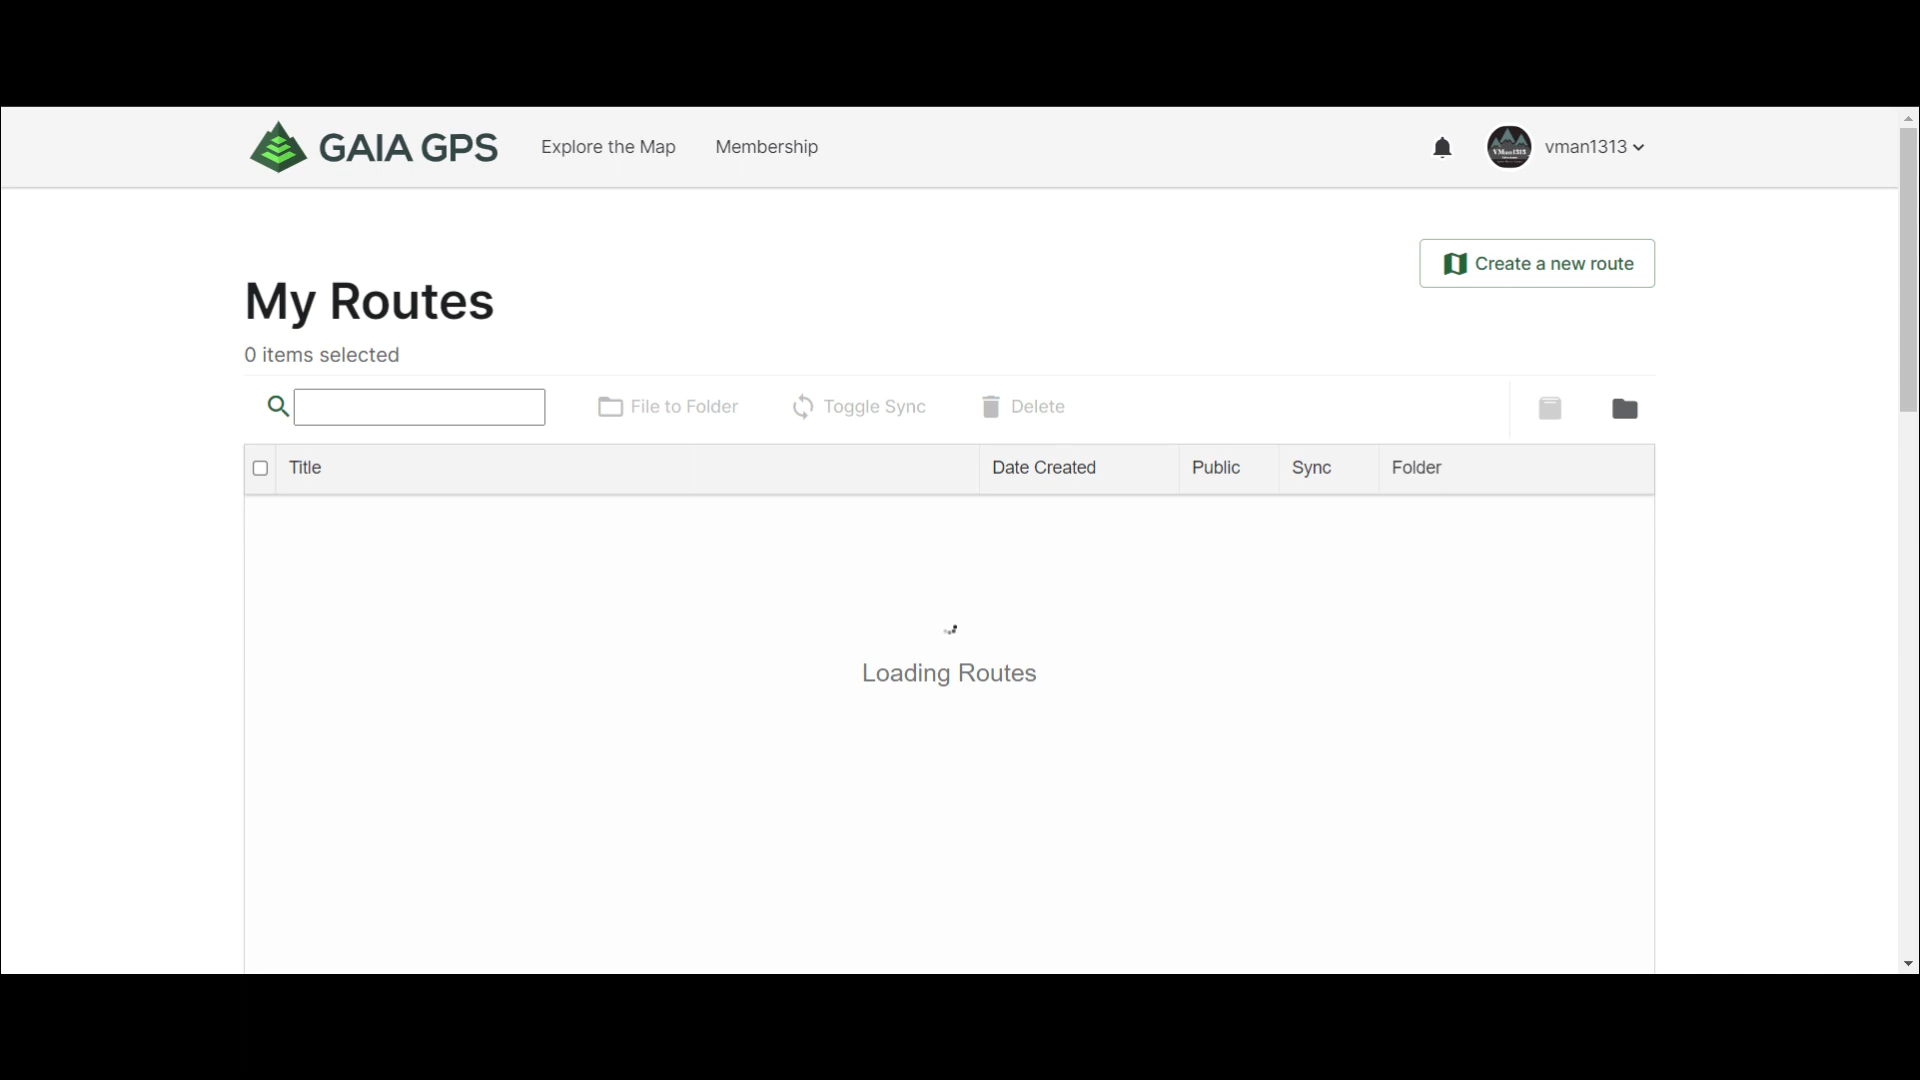 GAIA GPS Explore the Map Membership vman1313
Create a new route
My Routes
0 items selected
File to Folder Toggle Sync Delete
Title Date Created Public Sync Folder
Loading Routes